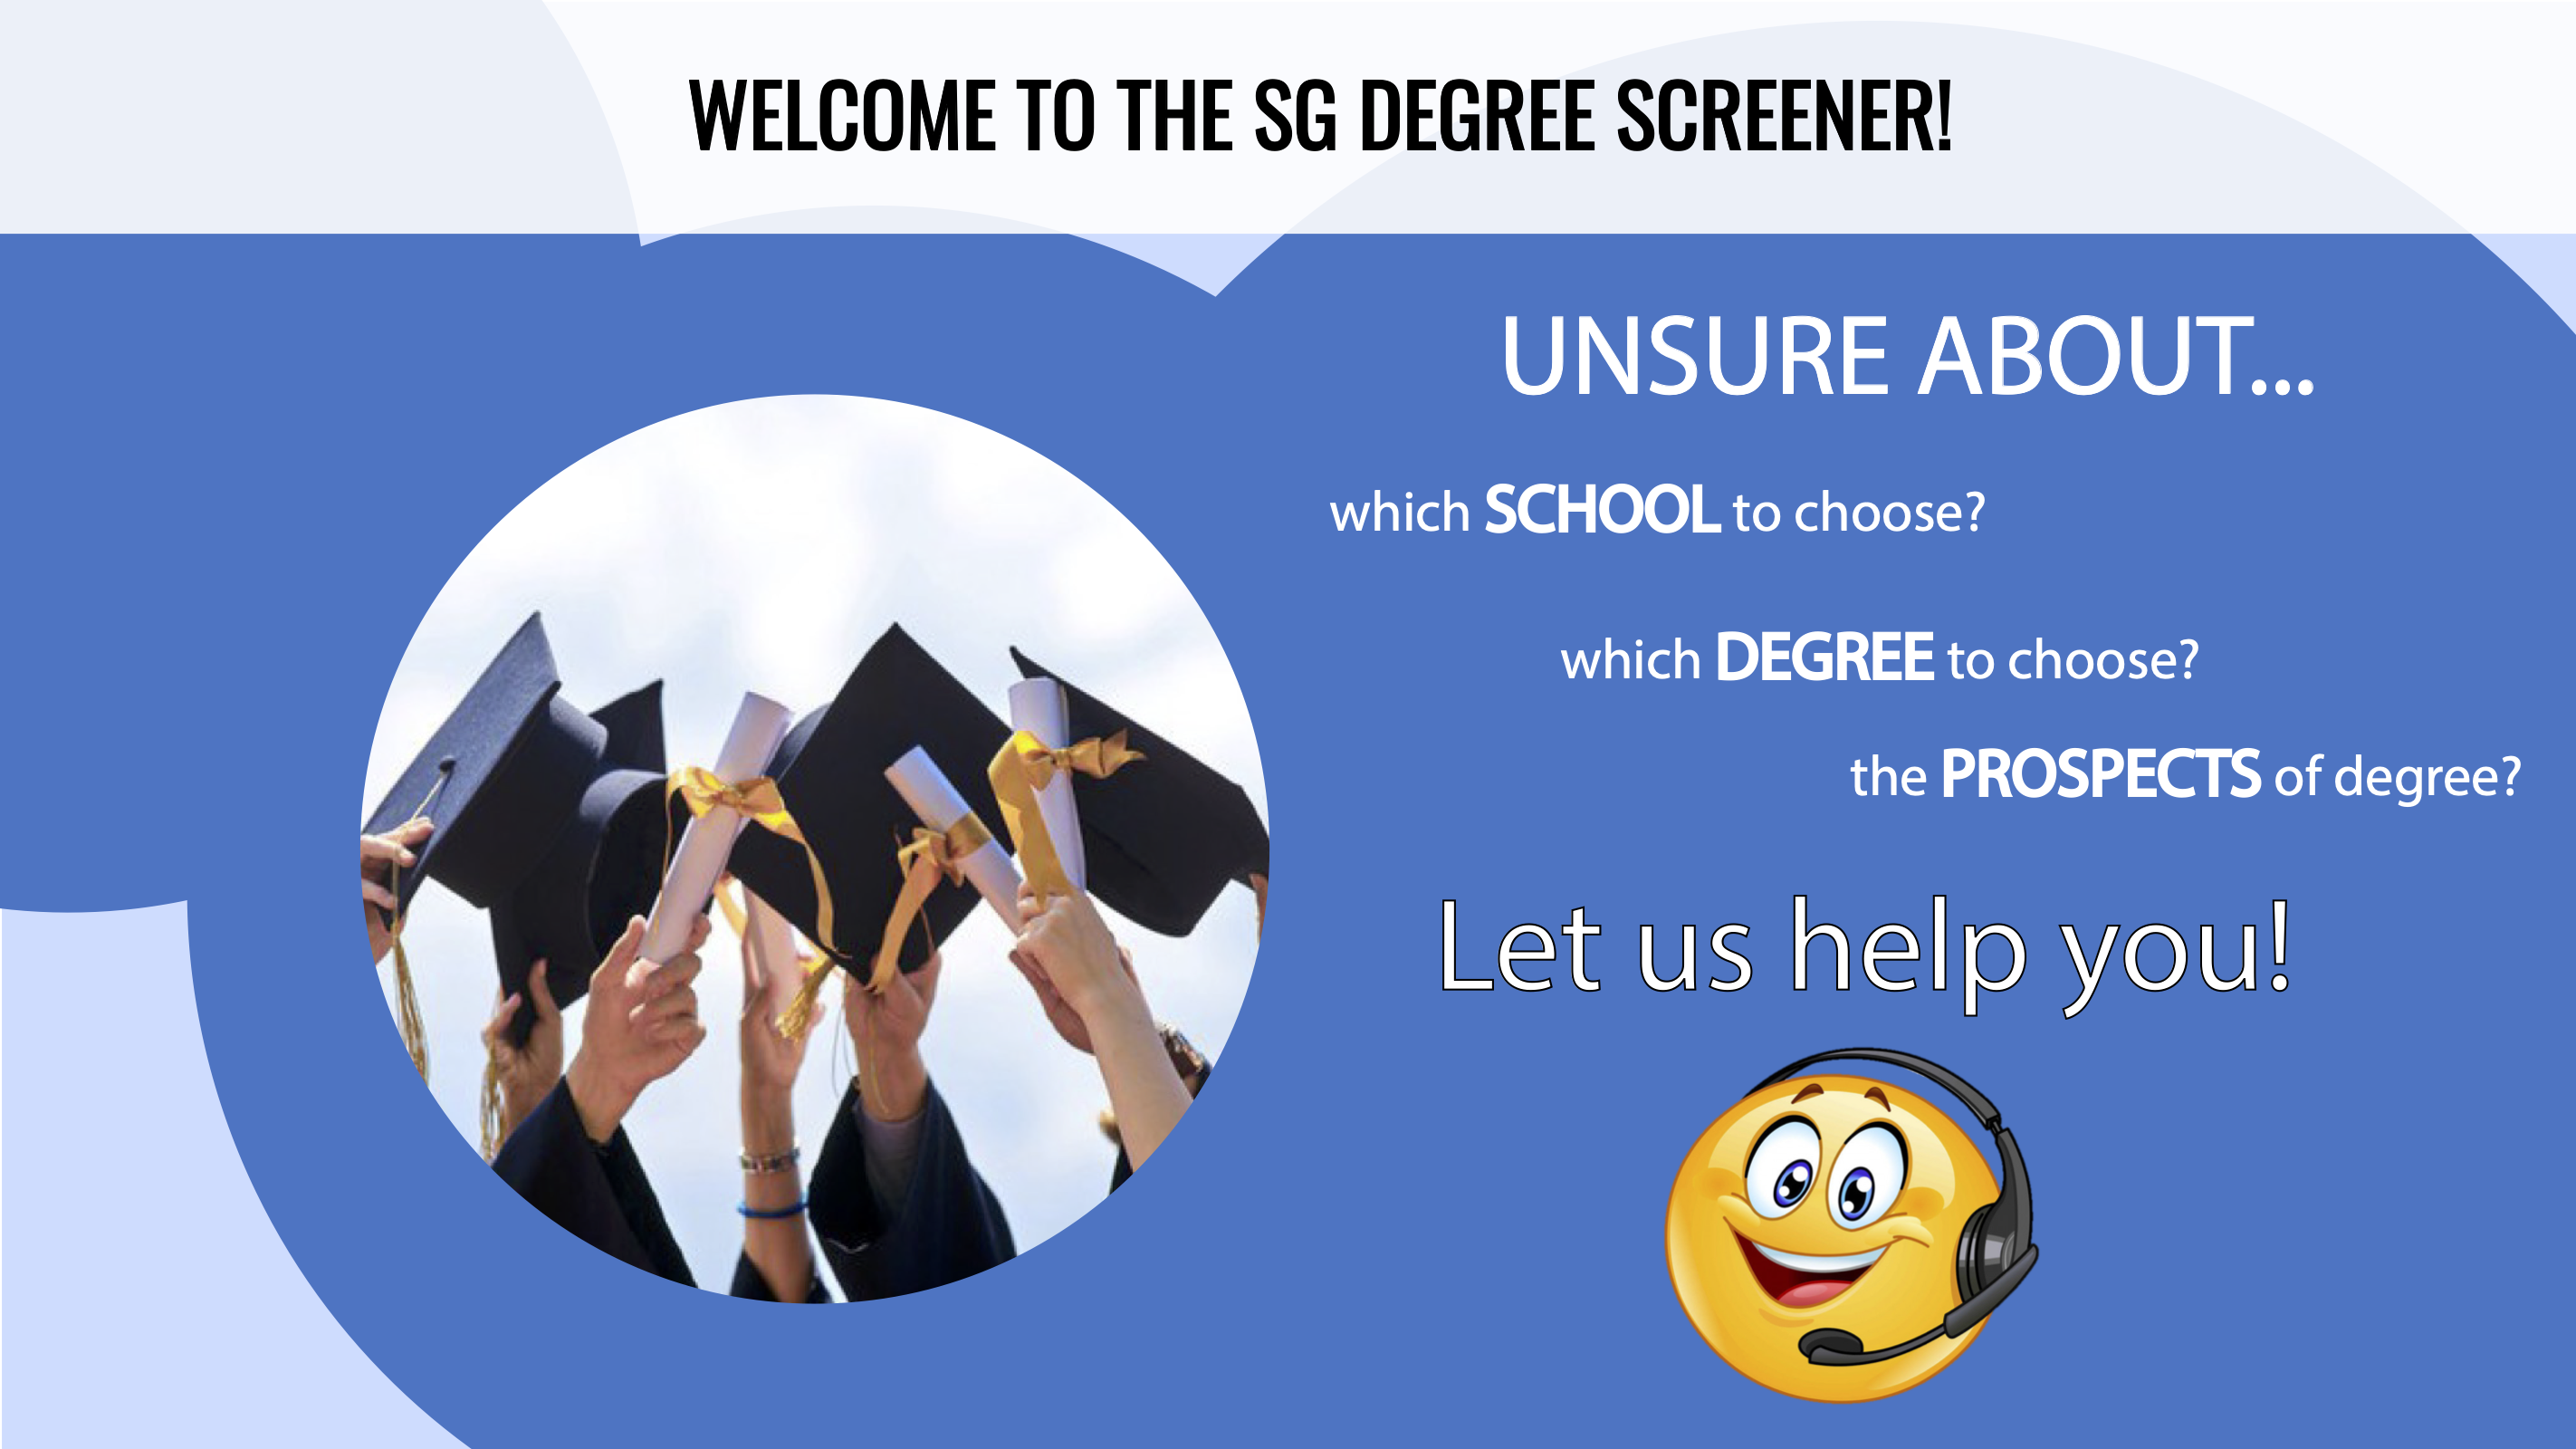 WELCOME TO THE SG DEGREE SCREENER!
UNSURE ABOUT...
which SCHOOL to choose?
which DEGREE to choose?
the PROSPECTS of degree?
Let us help you!